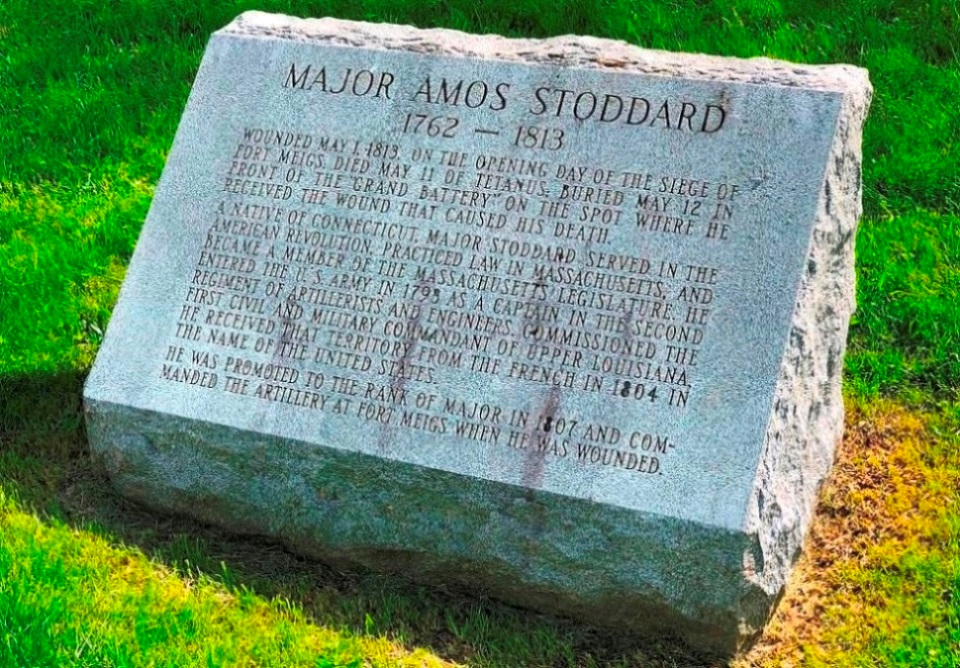 MAJOR AMOS STODDARD
1762 — 1813
WOUNDED MAY 1, 1813, ON THE OPENING DAY OF THE SIEGE OF
FORT MEIGS. DIED MAY 11 OF TETANUS; BURIED MAY 12 IN
FRONT OF THE "GRAND BATTERY" ON THE SPOT WHERE HE
RECEIVED THE WOUND THAT CAUSED HIS DEATH.
A NATIVE OF CONNECTICUT, MAJOR STODDARD SERVED IN THE
AMERICAN REVOLUTION, PRACTICED LAW IN MASSACHUSETTS, AND
BECAME A MEMBER OF THE MASSACHUSETTS LEGISLATURE. HE
ENTERED THE U.S. ARMY IN 1798 AS A CAPTAIN IN THE SECOND
REGIMENT OF ARTILLERISTS AND ENGINEERS. COMMISSIONED THE
FIRST CIVIL AND MILITARY COMMANDANT OF UPPER LOUISIANA,
HE RECEIVED THAT TERRITORY FROM THE FRENCH IN 1804 IN
THE NAME OF THE UNITED STATES.
HE WAS PROMOTED TO THE RANK OF MAJOR IN 1807 AND COM-
MANDED THE ARTILLERY AT FORT MEIGS WHEN HE WAS WOUNDED.